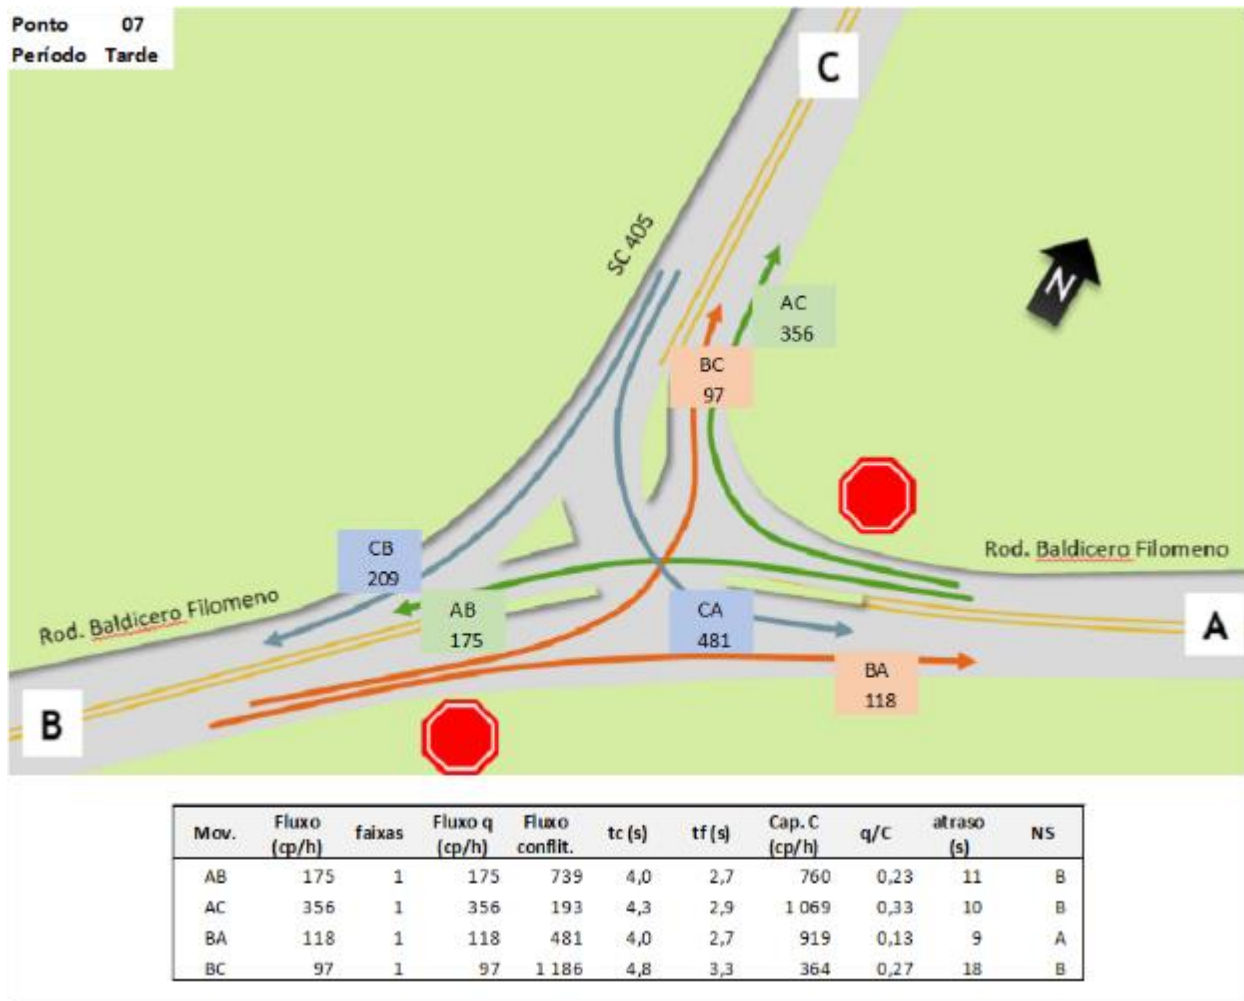 Ponto 07
Período Tarde
C
SC 405
N
AC
356
BC
97
CB
209
Rod. Baldicero Filomeno
Rod. Baldicero Filomeno
AB
175
CA
481
A
BA
118
B
Mov. Fluxo (cp/h) faixas Fluxo q (cp/h) Fluxo conflit. tc (s) tf (s) Cap. C (cp/h) q/C atraso (s) NS
AB 175 1 175 739 4,0 2,7 760 0,23 11 B
AC 356 1 356 193 4,3 2,9 1 069 0,33 10 B
BA 118 1 118 481 4,0 2,7 919 0,13 9 A
BC 97 1 97 1 186 4,8 3,3 364 0,27 18 B